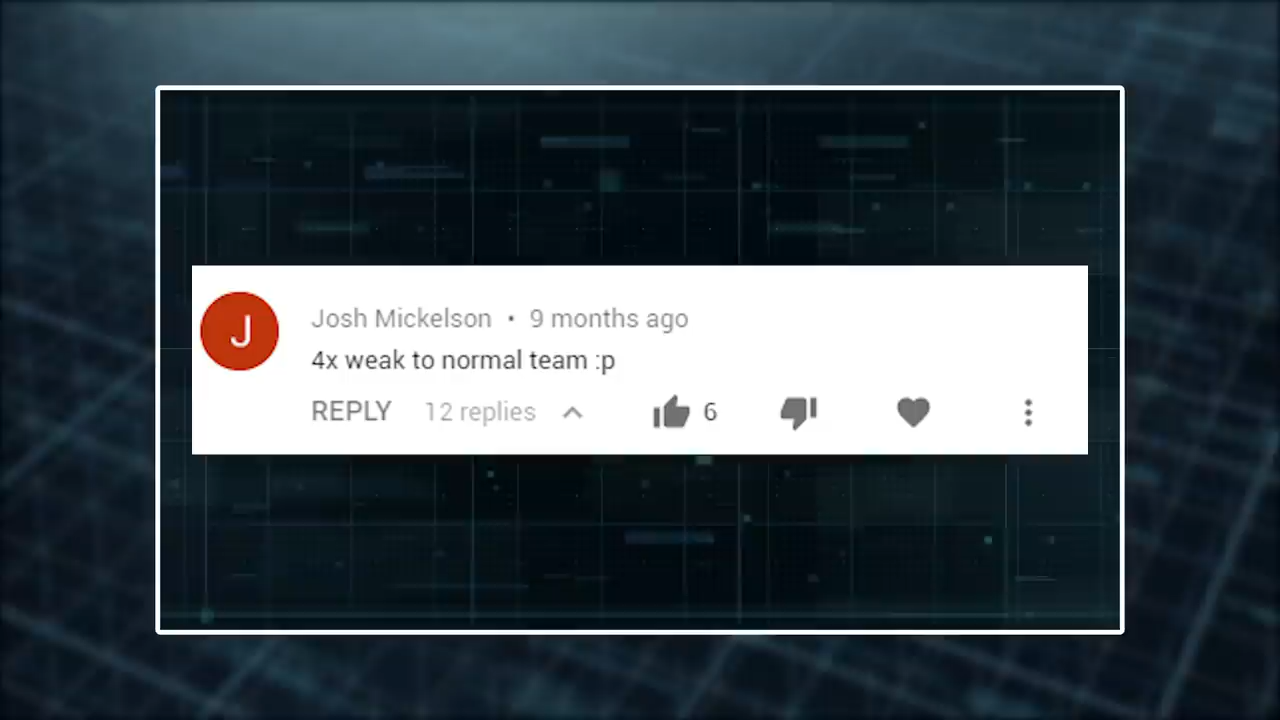 J
Josh Mickelson • 9 months ago
4x weak to normal team :p
REPLY 12 replies 6